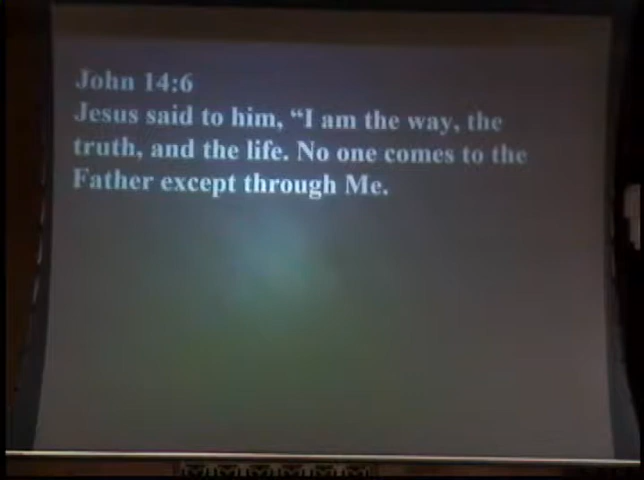 John 14:6
Jesus said to him, “I am the way, the
truth, and the life. No one comes to the
Father except through Me.